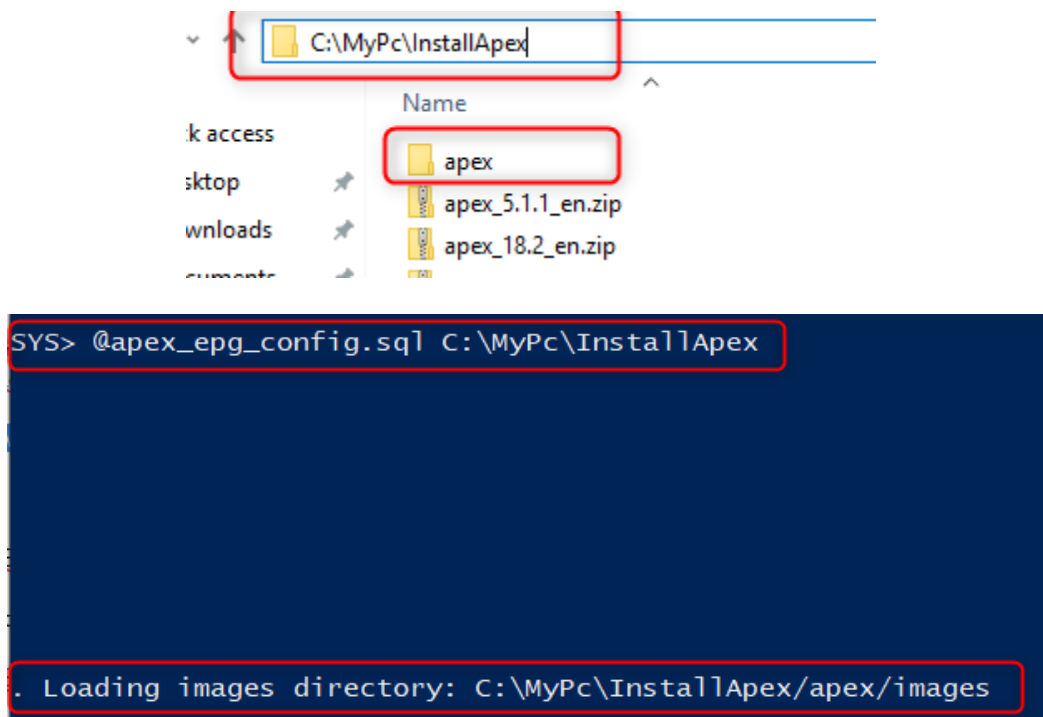 C:\MyPc\InstallApex
Name
:k access
apex
sktop
apex_5.1.1_en.zip
wnloads
apex_18.2_en.zip
SYS> @apex_epg_config.sql C:\MyPc\InstallApex
. Loading images directory: C:\MyPc\InstallApex/apex/images